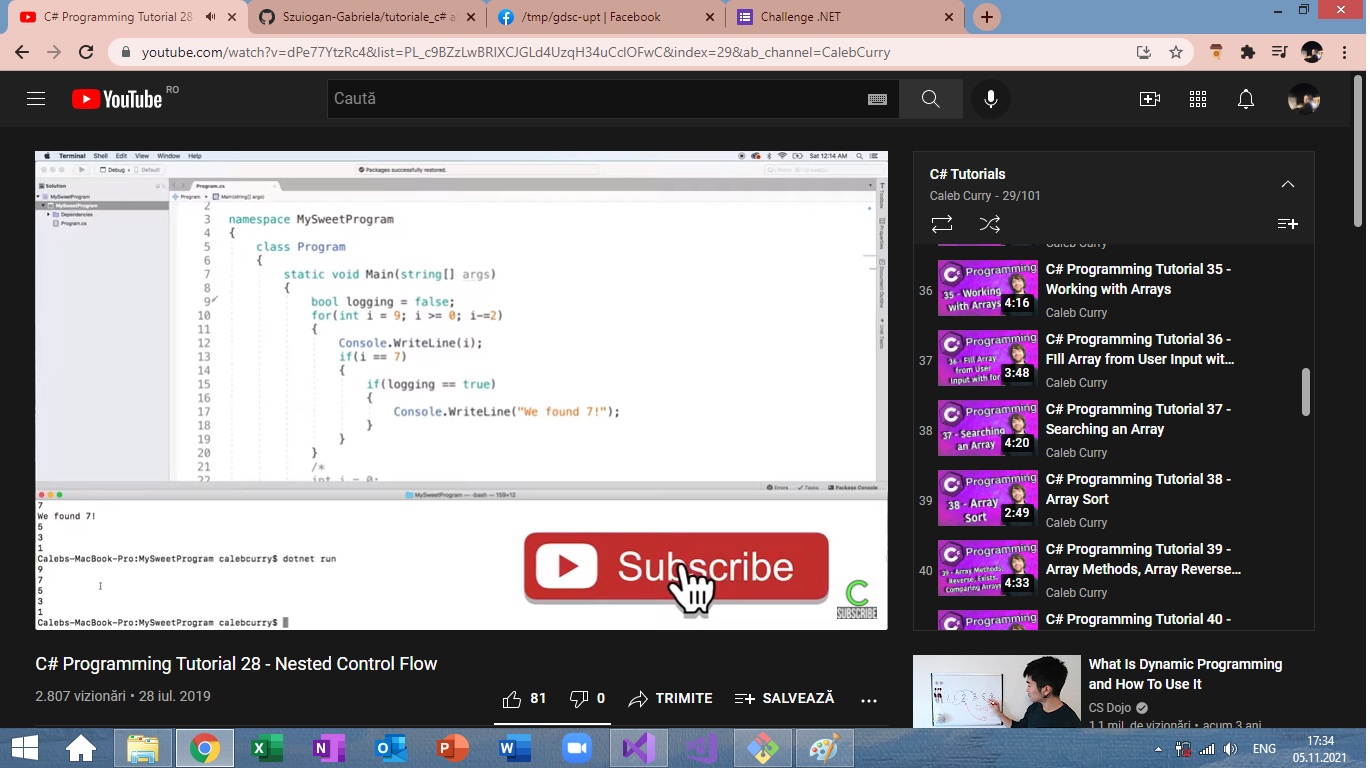 C# Programming Tutorial 28
Szuiogan-Gabriela/tutoriale_c# a
/tmp/gdsc-upt | Facebook
Challenge .NET
youtube.com/watch?v=dPe77YtzRc4&list=PL_c9BZzLwBRIXCJGLd4UzqH34uCclOFwC&index=29&ab_channel=CalebCurry
YouTube RO
Caută
Terminal Shell Edit View Window Help
Sat 12:14 AM
Debug Default
Packages successfully restored.
Solution
MySweetProgram
MySweetProgram
Dependencies
Program.cs
Program.cs
Program Main(string[] args)
2
3 namespace MySweetProgram
4 {
5 class Program
6 {
7 static void Main(string[] args)
8 {
9 bool logging = false;
10 for(int i = 9; i >= 0; i-=2)
11 {
12 Console.WriteLine(i);
13 if(i == 7)
14 {
15 if(logging == true)
16 {
17 Console.WriteLine("We found 7!");
18 }
19 }
20 }
21 /*
22 int i = 0;
Toolbox
Properties
Document Outline
Unit Tests
Errors Tasks Package Console
MySweetProgram — -bash — 159×12
7
We found 7!
5
3
1
Calebs-MacBook-Pro:MySweetProgram calebcurry$ dotnet run
9
7
5
3
1
Calebs-MacBook-Pro:MySweetProgram calebcurry$
Subscribe
C
SUBSCRIBE
C# Programming Tutorial 28 - Nested Control Flow
2.807 vizionări • 28 iul. 2019
81
0
TRIMITE
SALVEAZĂ
C# Tutorials
Caleb Curry - 29/101
Caleb Curry
36
C# Programming
35 - Working
with Arrays
4:16
C# Programming Tutorial 35 -
Working with Arrays
Caleb Curry
37
C# Programming
36 - Fill Array
from User
Input with for
3:48
C# Programming Tutorial 36 -
FIll Array from User Input wit...
Caleb Curry
38
C# Programming
37 - Searching
an Array
4:20
C# Programming Tutorial 37 -
Searching an Array
Caleb Curry
39
C# Programming
38 - Array
Sort
2:49
C# Programming Tutorial 38 -
Array Sort
Caleb Curry
40
C# Programming
39 - Array Methods,
Reverse, Exists,
Comparing Arrays
4:33
C# Programming Tutorial 39 -
Array Methods, Array Reverse...
Caleb Curry
C# Programming
C# Programming Tutorial 40 -
What Is Dynamic Programming
and How To Use It
CS Dojo
1,1 mil. de vizionări • acum 3 ani
ENG
17:34
05.11.2021